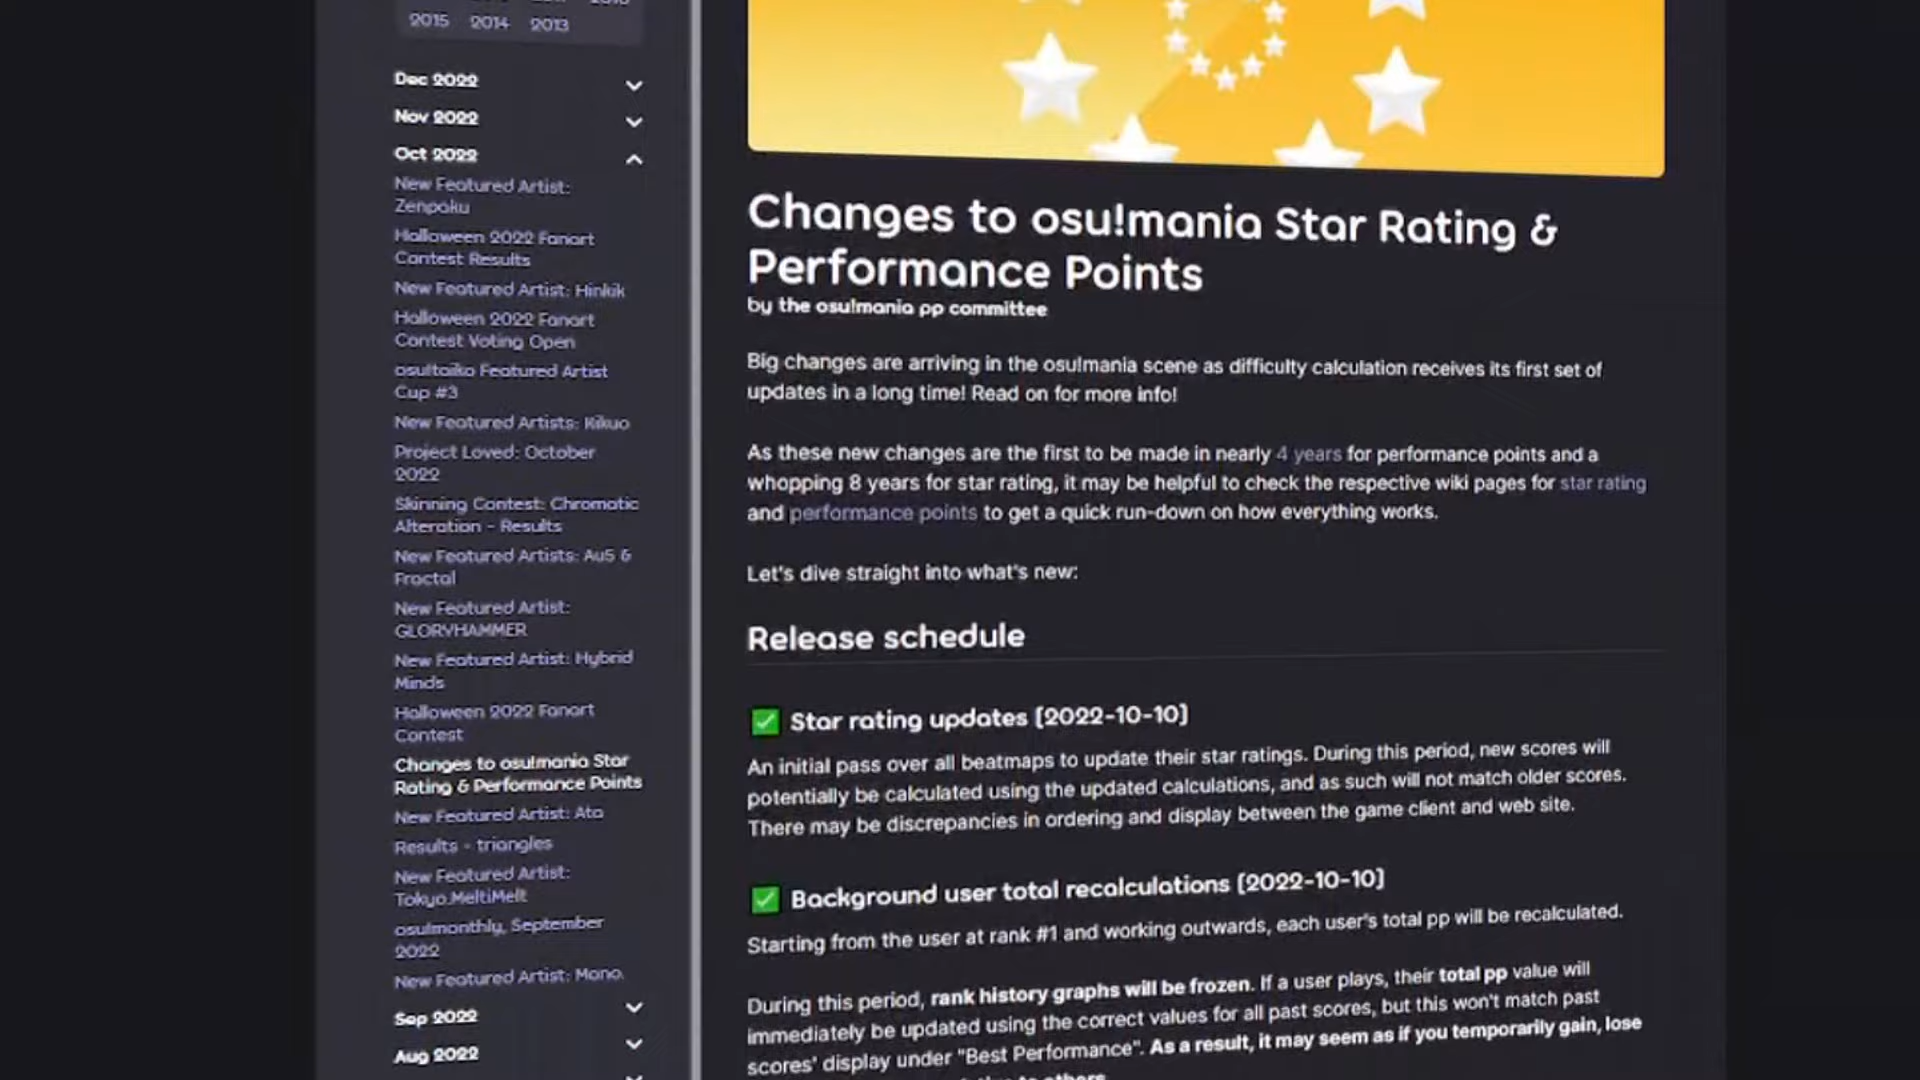 2015 2014 2013
Dec 2022
Nov 2022
Oct 2022
New Featured Artist:
Zenpaku
Halloween 2022 Fanart
Contest Results
New Featured Artist: Hinkik
Halloween 2022 Fanart
Contest Voting Open
osu!taiko Featured Artist
Cup #3
New Featured Artists: Kikuo
Project Loved: October
2022
Skinning Contest: Chromatic
Alteration - Results
New Featured Artists: Au5 &
Fractal
New Featured Artist:
GLORYHAMMER
New Featured Artist: Hybrid
Minds
Halloween 2022 Fanart
Contest
Changes to osu!mania Star
Rating & Performance Points
New Featured Artist: Ata
Results - triangles
New Featured Artist:
Tokyo.MeltiMelt
osu!monthly, September
2022
New Featured Artist: Mono.
Sep 2022
Aug 2022
Changes to osu!mania Star Rating &
Performance Points
by the osu!mania pp committee
Big changes are arriving in the osu!mania scene as difficulty calculation receives its first set of
updates in a long time! Read on for more info!
As these new changes are the first to be made in nearly 4 years for performance points and a
whopping 8 years for star rating, it may be helpful to check the respective wiki pages for star rating
and performance points to get a quick run-down on how everything works.
Let's dive straight into what's new:
Release schedule
✅ Star rating updates [2022-10-10]
An initial pass over all beatmaps to update their star ratings. During this period, new scores will
potentially be calculated using the updated calculations, and as such will not match older scores.
There may be discrepancies in ordering and display between the game client and web site.
✅ Background user total recalculations [2022-10-10]
Starting from the user at rank #1 and working outwards, each user's total pp will be recalculated.
During this period, rank history graphs will be frozen. If a user plays, their total pp value will
immediately be updated using the correct values for all past scores, but this won't match past
scores' display under "Best Performance". As a result, it may seem as if you temporarily gain, lose